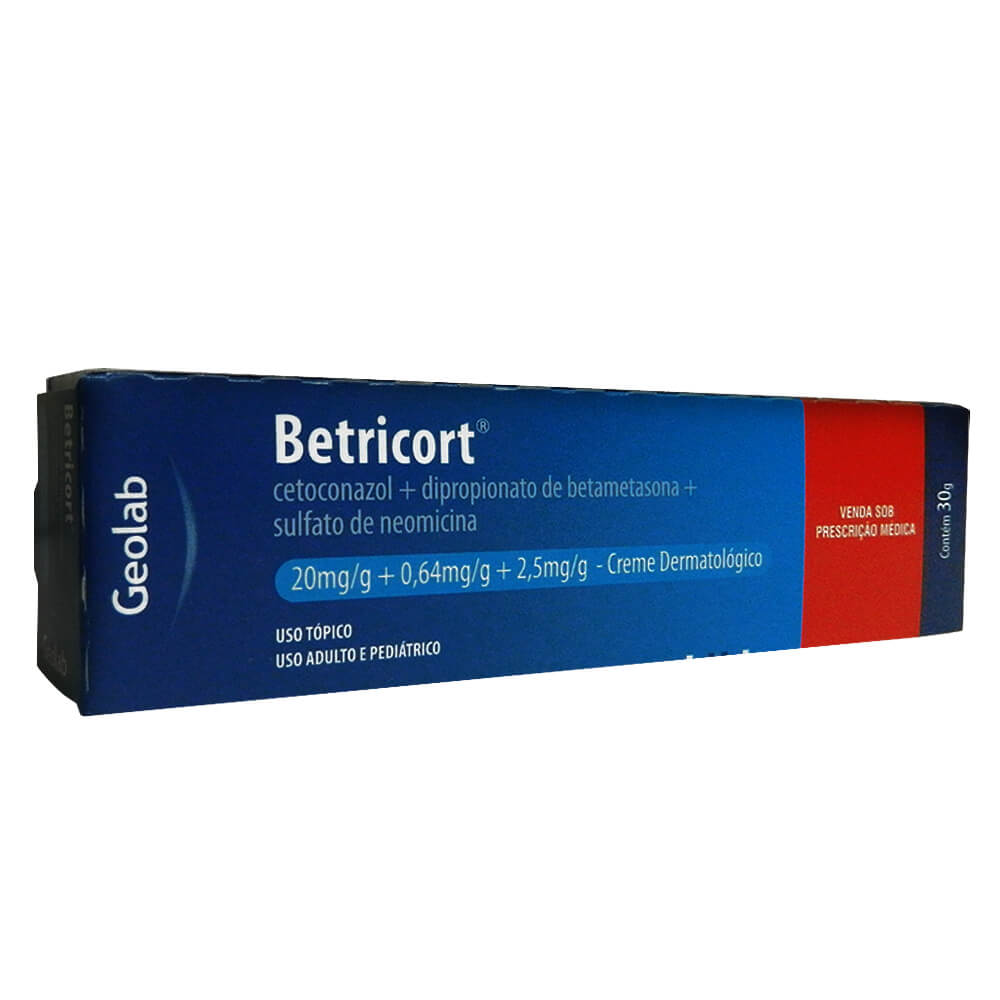 Betricort
Geolab
Geolab
Betricort®
cetoconazol + dipropionato de betametasona +
sulfato de neomicina
20mg/g + 0,64mg/g + 2,5mg/g - Creme Dermatológico
USO TÓPICO
USO ADULTO E PEDIÁTRICO
VENDA SOB
PRESCRIÇÃO MÉDICA
Contém 30g